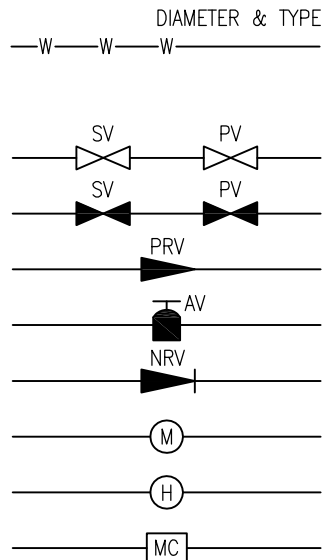 DIAMETER & TYPE
W W W
SV PV
SV PV
PRV
AV
NRV
M
H
MC